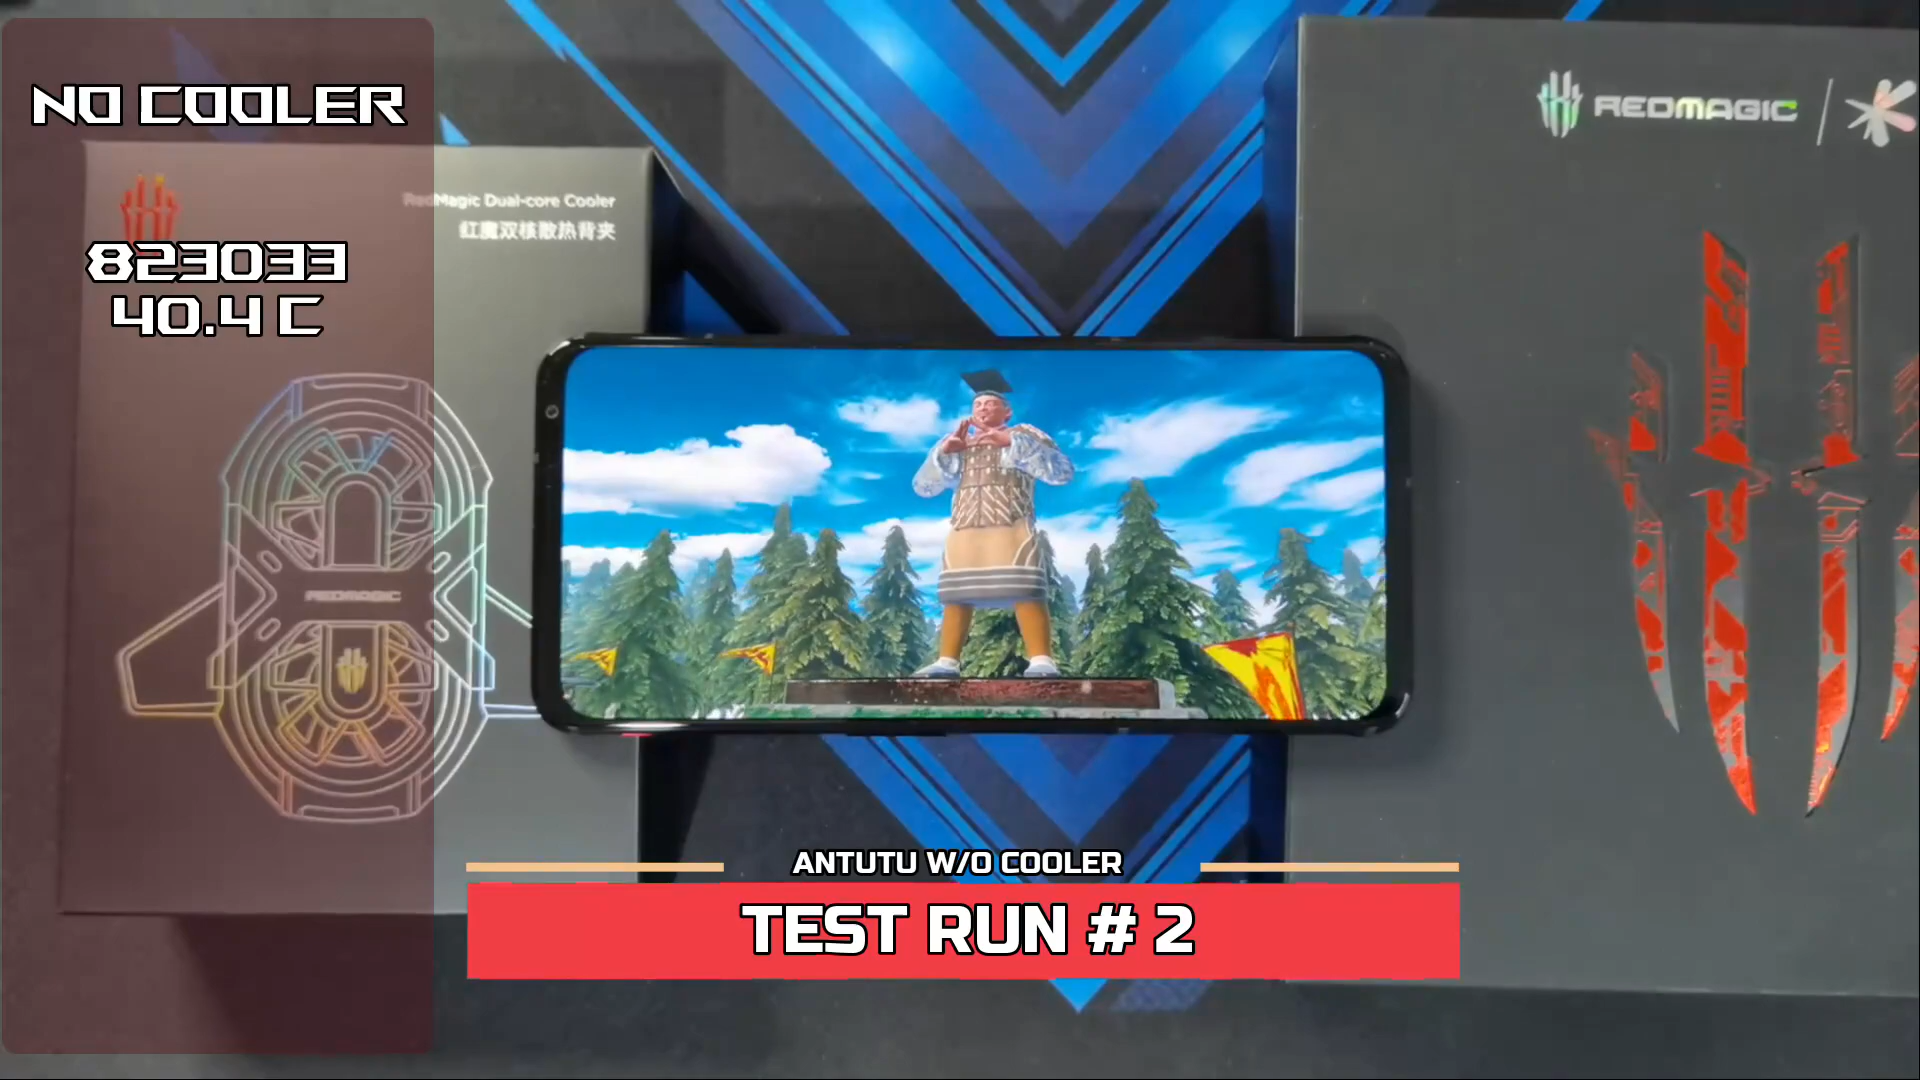 NO COOLER
823033
40.4 C
RedMagic Dual-core Cooler
红魔双核散热背夹
REDMAGIC
REDMAGIC
ANTUTU W/O COOLER
TEST RUN # 2